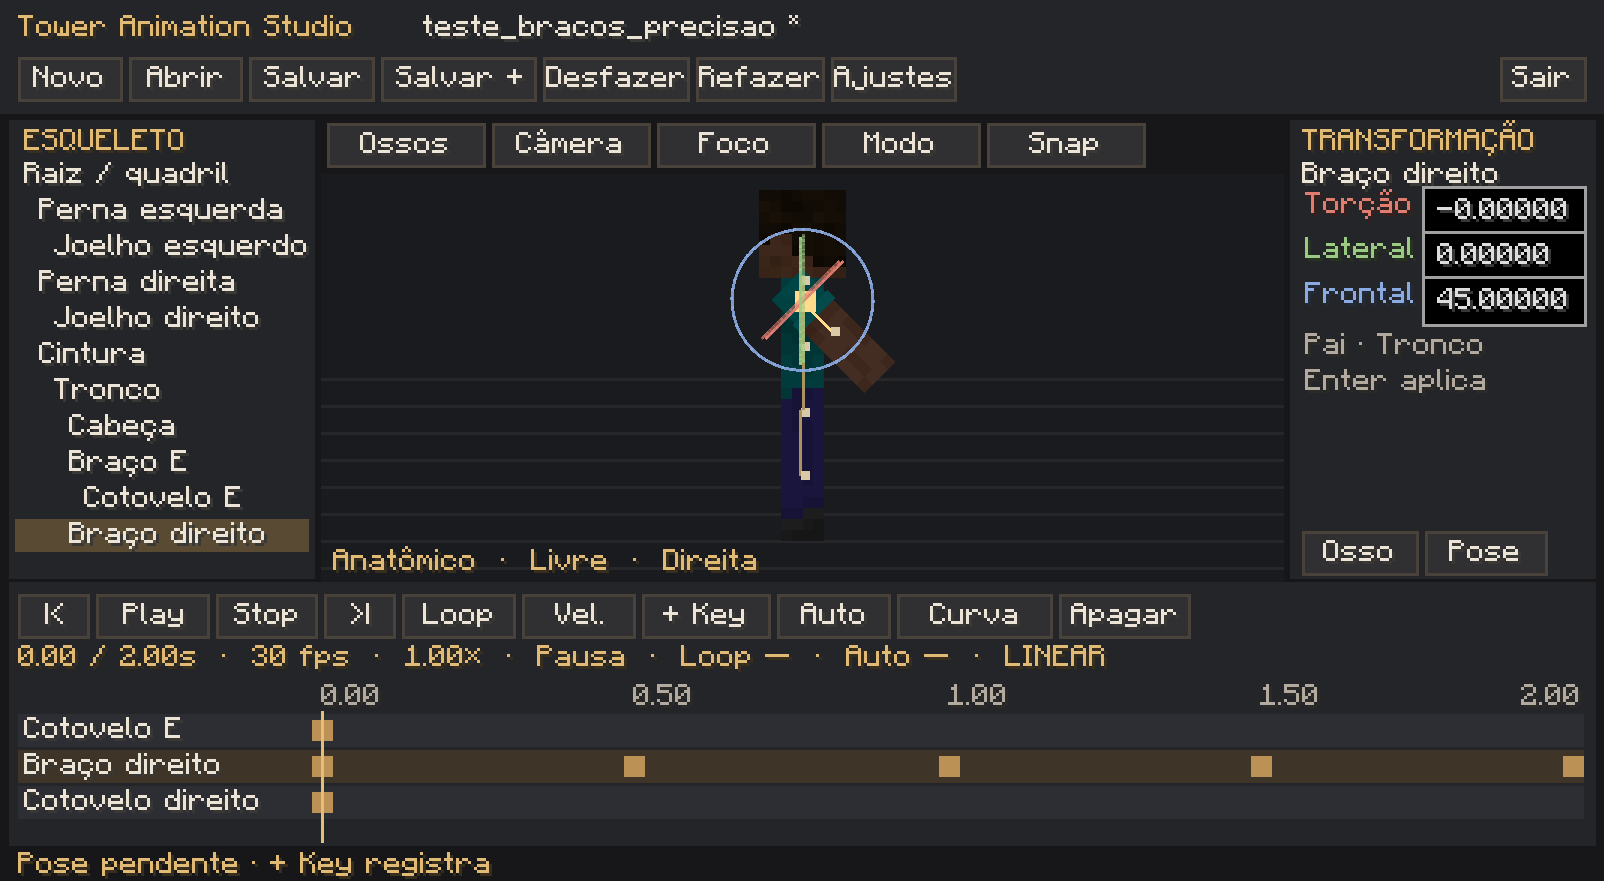 Tower Animation Studio teste_bracos_precisao *
Novo Abrir Salvar Salvar + Desfazer Refazer Ajustes Sair
ESQUELETO
Raiz / quadril
Perna esquerda
Joelho esquerdo
Perna direita
Joelho direito
Cintura
Tronco
Cabeça
Braço E
Cotovelo E
Braço direito
Ossos Câmera Foco Modo Snap
Anatômico · Livre · Direita
TRANSFORMAÇÃO
Braço direito
Torção -0.00000
Lateral 0.00000
Frontal 45.00000
Pai · Tronco
Enter aplica
Osso Pose
|< Play Stop >| Loop Vel. + Key Auto Curva Apagar
0.00 / 2.00s · 30 fps · 1.00x · Pausa · Loop — · Auto — · LINEAR
0.00 0.50 1.00 1.50 2.00
Cotovelo E
Braço direito
Cotovelo direito
Pose pendente · + Key registra